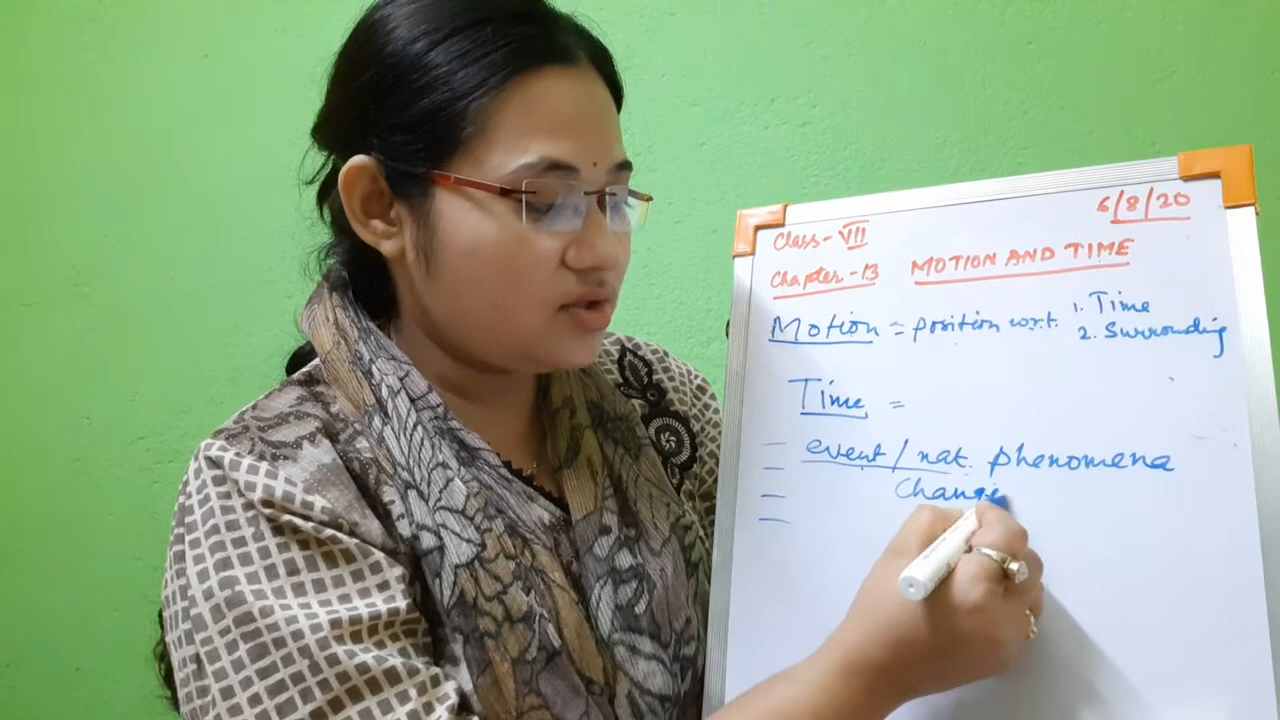 6/8/20
Class- VII
Chapter-13 MOTION AND TIME
Motion = position w.r.t. 1. Time
2. Surrounding
Time =
event / nat. phenomena
Change